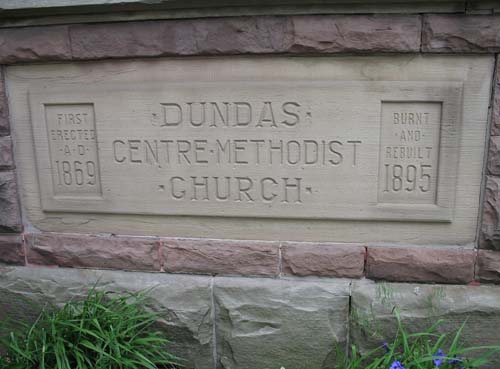 FIRST
ERECTED
·A·D·
1869
·DUNDAS·
CENTRE·METHODIST
·CHURCH·
BURNT
·AND·
REBUILT
1895